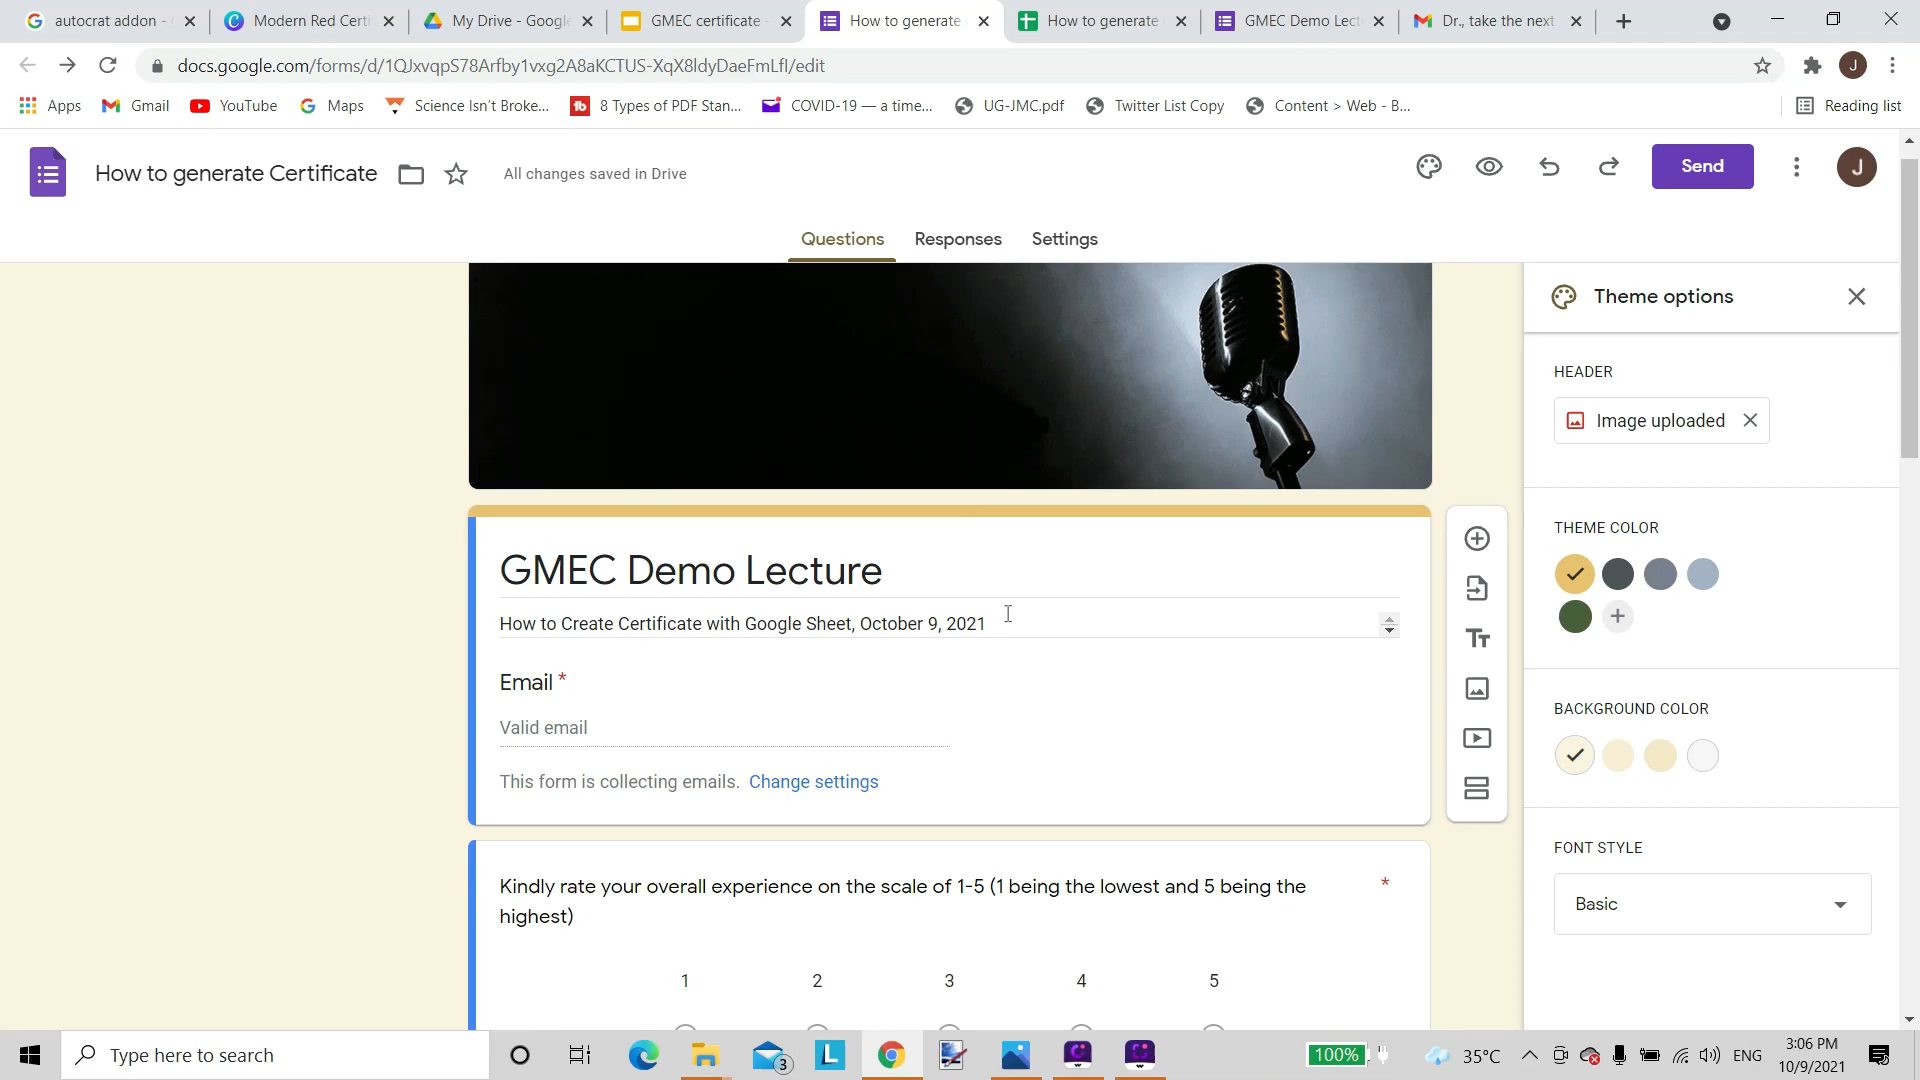 autocrat addon -
Modern Red Certi
My Drive - Google
GMEC certificate -
How to generate
How to generate
GMEC Demo Lect
Dr., take the next
docs.google.com/forms/d/1QJxvqpS78Arfby1vxg2A8aKCTUS-XqX8ldyDaeFmLfI/edit
J
Apps
Gmail
YouTube
Maps
Science Isn't Broke...
8 Types of PDF Stan...
COVID-19 — a time...
UG-JMC.pdf
Twitter List Copy
Content > Web - B...
Reading list
How to generate Certificate
All changes saved in Drive
Send
J
Questions
Responses
Settings
Theme options
HEADER
Image uploaded
THEME COLOR
GMEC Demo Lecture
How to Create Certificate with Google Sheet, October 9, 2021
Email *
Valid email
This form is collecting emails. Change settings
BACKGROUND COLOR
FONT STYLE
Basic
Kindly rate your overall experience on the scale of 1-5 (1 being the lowest and 5 being the *
highest)
1 2 3 4 5
Type here to search
3
L
100%
35°C
ENG
3:06 PM
10/9/2021